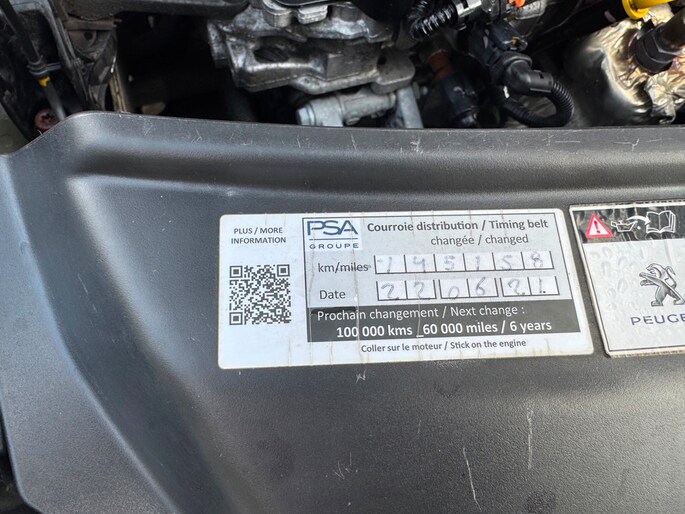 PLUS / MORE
INFORMATION
PSA
GROUPE
Courroie distribution / Timing belt
changée / changed
km/miles 145158
Date 220621
Prochain changement / Next change :
100 000 kms / 60 000 miles / 6 years
Coller sur le moteur / Stick on the engine
PEUGE